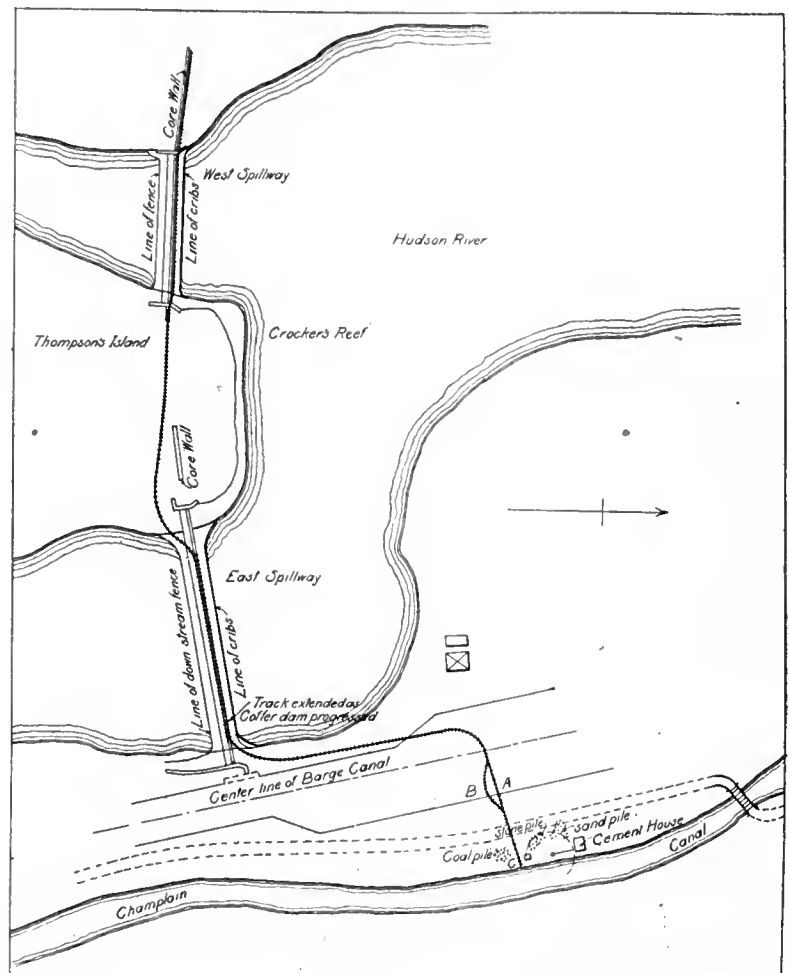 Core Wall
West Spillway
Line of fence
Line of cribs
Hudson River
Thompson's Island
Crockers Reef
Core Wall
East Spillway
Line of down stream fence
Line of cribs
Track extended as
Coffer dam progressed
Center line of Barge Canal
B
A
stone pile
sand pile
Cement House
Coal pile
C
Canal
Champlain